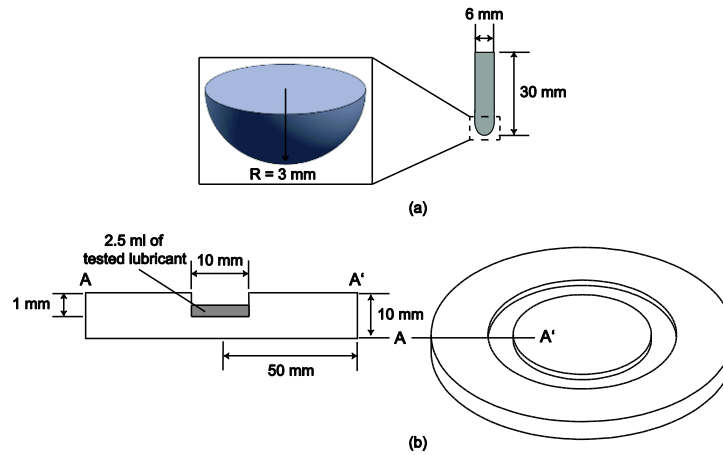 6 mm
30 mm
R = 3 mm
(a)
2.5 ml of
tested lubricant
10 mm
A
A'
1 mm
10 mm
A
A'
50 mm
(b)